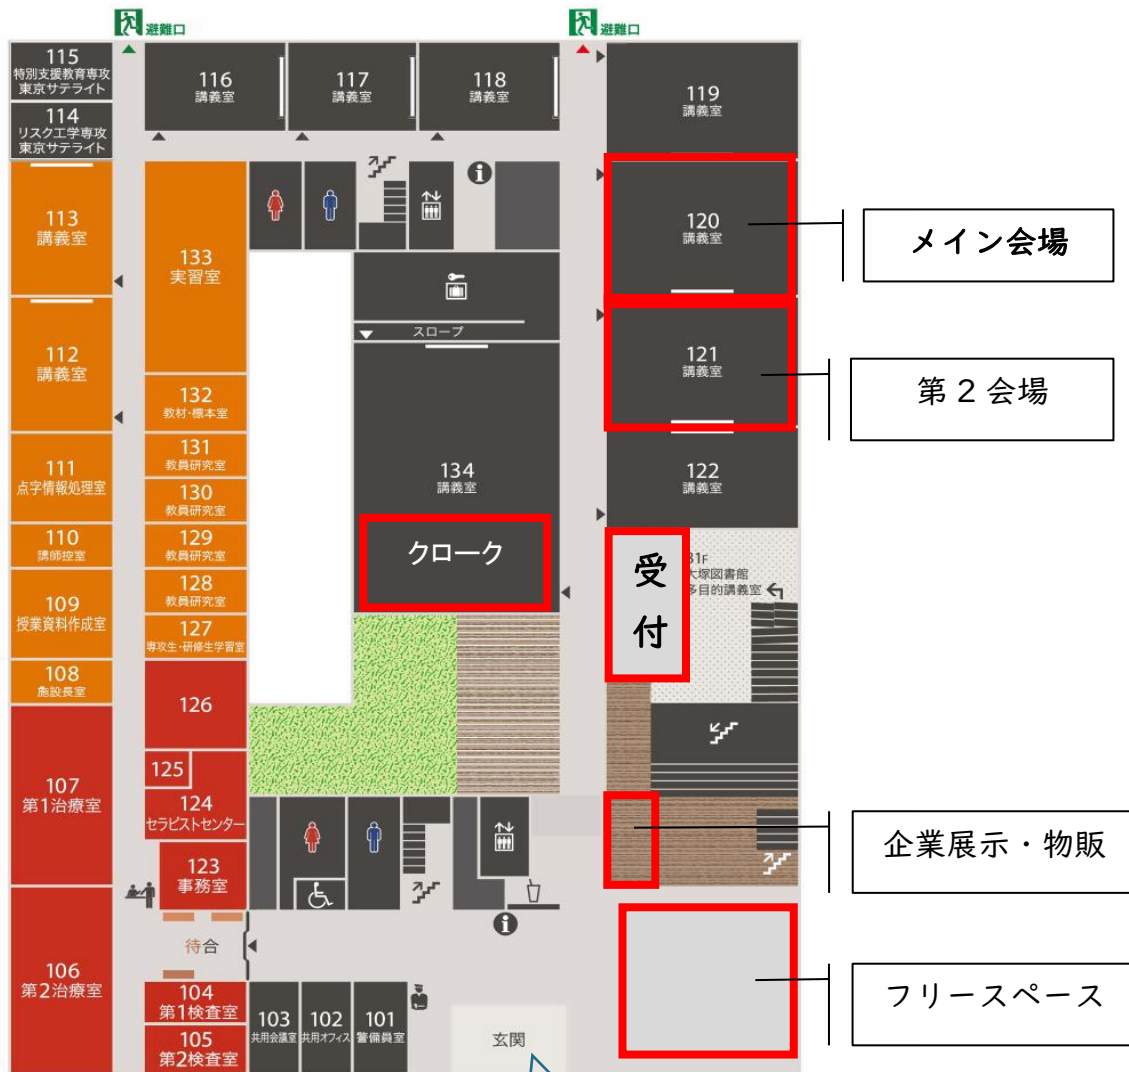 避難口
避難口
115
特別支援教育専攻
東京サテライト
114
リスク工学専攻
東京サテライト
116
講義室
117
講義室
118
講義室
119
講義室
113
講義室
133
実習室
120
講義室
メイン会場
スロープ
112
講義室
121
講義室
第2会場
132
教材・標本室
131
教員研究室
130
教員研究室
129
教員研究室
128
教員研究室
127
専攻生・研修生学習室
111
点字情報処理室
110
講師控室
109
授業資料作成室
108
施設長室
134
講義室
クローク
122
講義室
受
付
B1F
大塚図書館
多目的講義室
126
125
124
セラピストセンター
123
事務室
107
第1治療室
企業展示・物販
待合
106
第2治療室
104
第1検査室
105
第2検査室
103
共用会議室
102
共用オフィス
101
警備員室
玄関
フリースペース